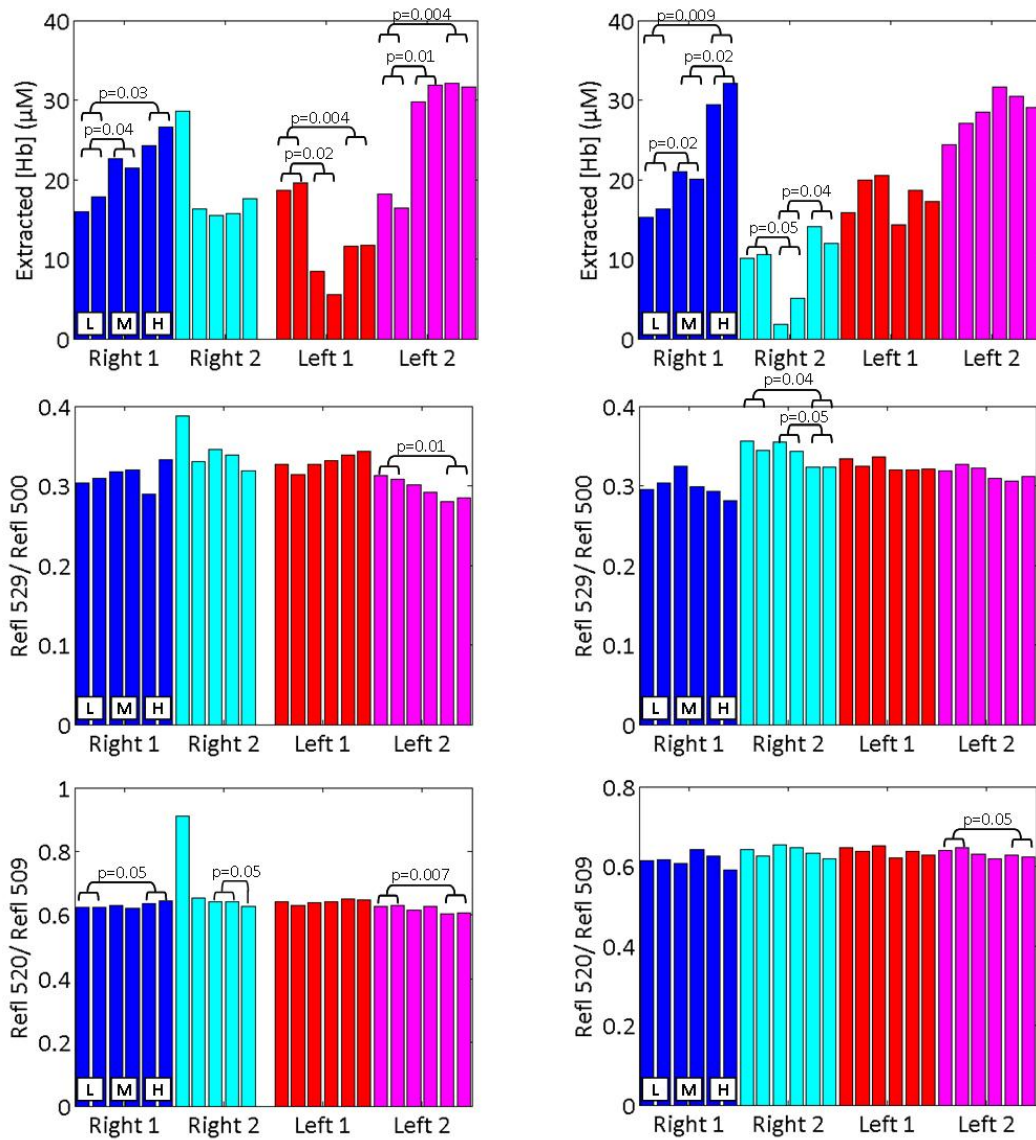 40
30
20
10
0
Extracted [Hb] (µM)
p=0.03
p=0.04
p=0.004
p=0.02
p=0.004
p=0.01
L M H
Right 1 Right 2 Left 1 Left 2
40
30
20
10
0
Extracted [Hb] (µM)
p=0.009
p=0.02
p=0.02
p=0.04
p=0.05
L M H
Right 1 Right 2 Left 1 Left 2
0.4
0.3
0.2
0.1
0
Refl 529/ Refl 500
p=0.01
L M H
Right 1 Right 2 Left 1 Left 2
0.4
0.3
0.2
0.1
0
Refl 529/ Refl 500
p=0.04
p=0.05
L M H
Right 1 Right 2 Left 1 Left 2
1
0.8
0.6
0.4
0.2
0
Refl 520/ Refl 509
p=0.05 p=0.05 p=0.007
L M H
Right 1 Right 2 Left 1 Left 2
0.8
0.6
0.4
0.2
0
Refl 520/ Refl 509
p=0.05
L M H
Right 1 Right 2 Left 1 Left 2